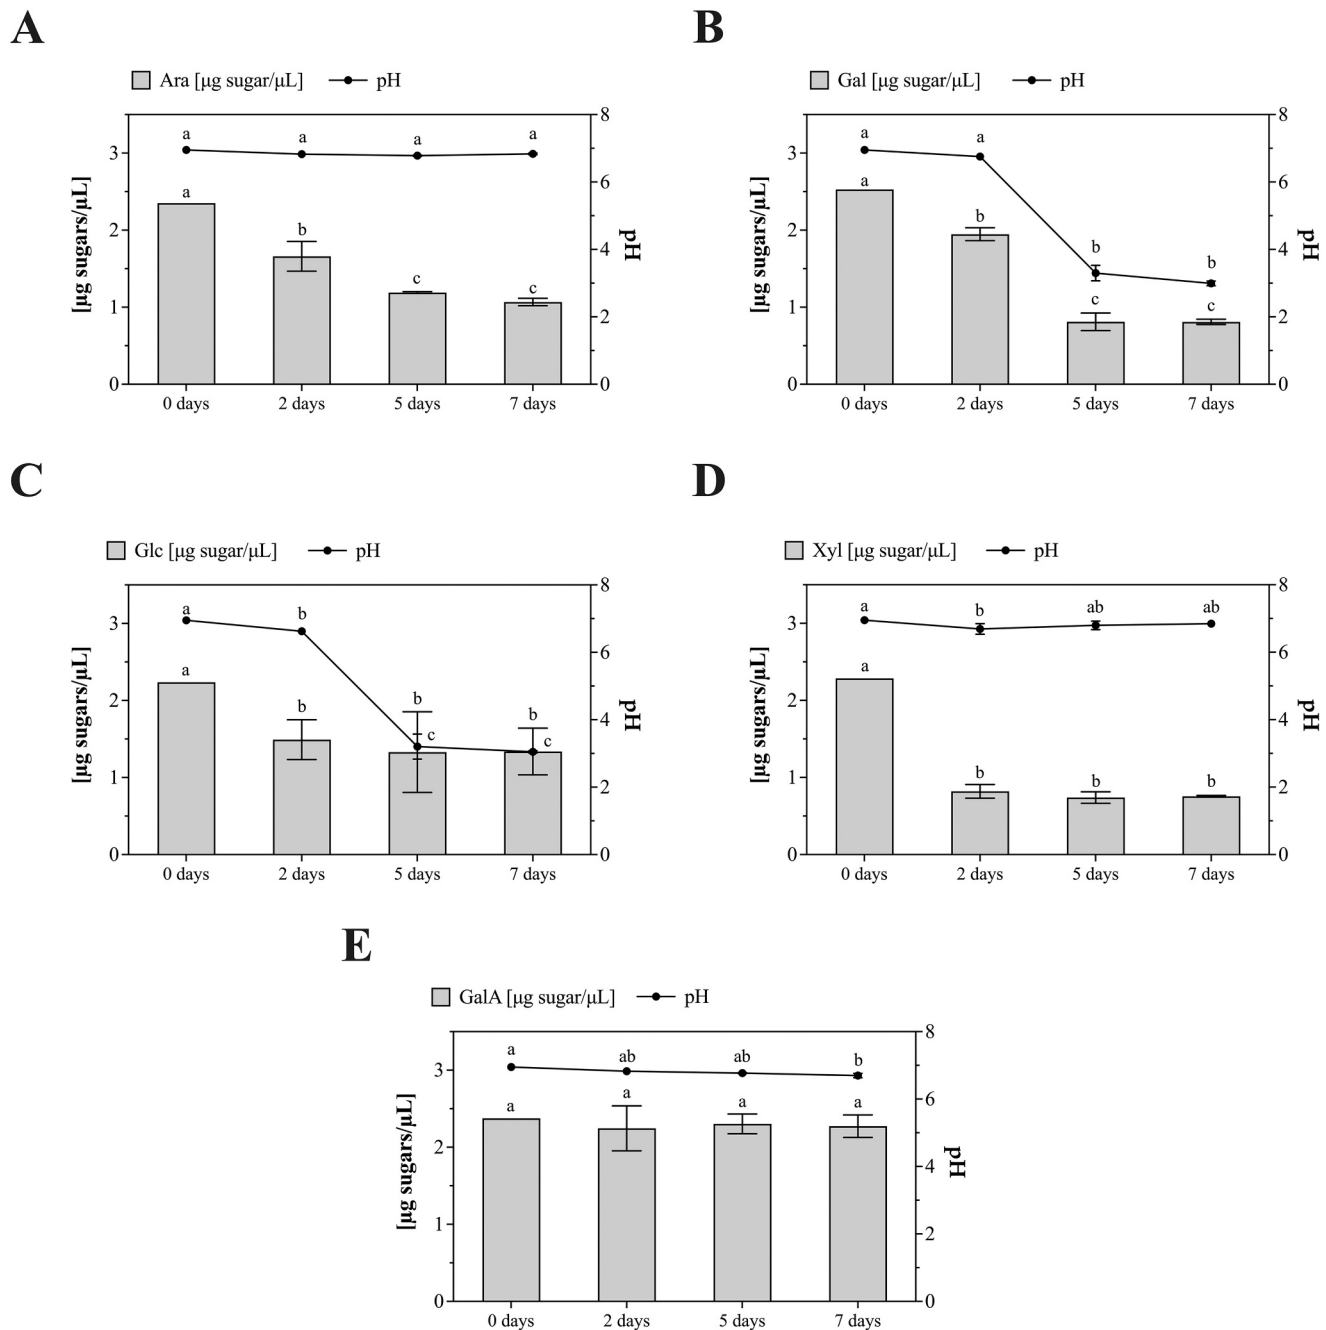 A
Ara [µg sugar/µL] pH
[µg sugars/µL]
3
2
1
0
8
6
4
2
0
pH
a a a a
a b c c
0 days 2 days 5 days 7 days
B
Gal [µg sugar/µL] pH
[µg sugars/µL]
3
2
1
0
8
6
4
2
0
pH
a a b b
a b c c
0 days 2 days 5 days 7 days
C
Glc [µg sugar/µL] pH
[µg sugars/µL]
3
2
1
0
8
6
4
2
0
pH
a b c c
a b b b
0 days 2 days 5 days 7 days
D
Xyl [µg sugar/µL] pH
[µg sugars/µL]
3
2
1
0
8
6
4
2
0
pH
a b ab ab
a b b b
0 days 2 days 5 days 7 days
E
GalA [µg sugar/µL] pH
[µg sugars/µL]
3
2
1
0
8
6
4
2
0
pH
a ab ab b
a a a a
0 days 2 days 5 days 7 days